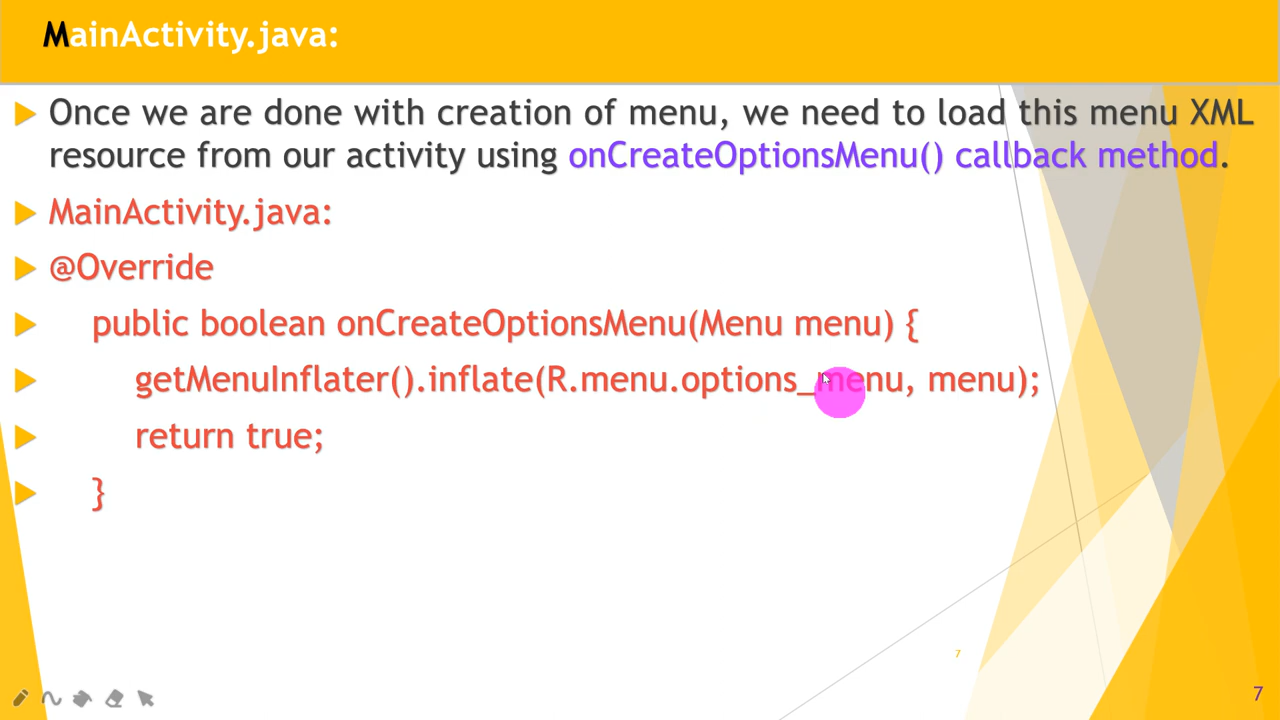 MainActivity.java:
Once we are done with creation of menu, we need to load this menu XML
resource from our activity using onCreateOptionsMenu() callback method.
MainActivity.java:
@Override
public boolean onCreateOptionsMenu(Menu menu) {
getMenuInflater().inflate(R.menu.options_menu, menu);
return true;
}
7
7